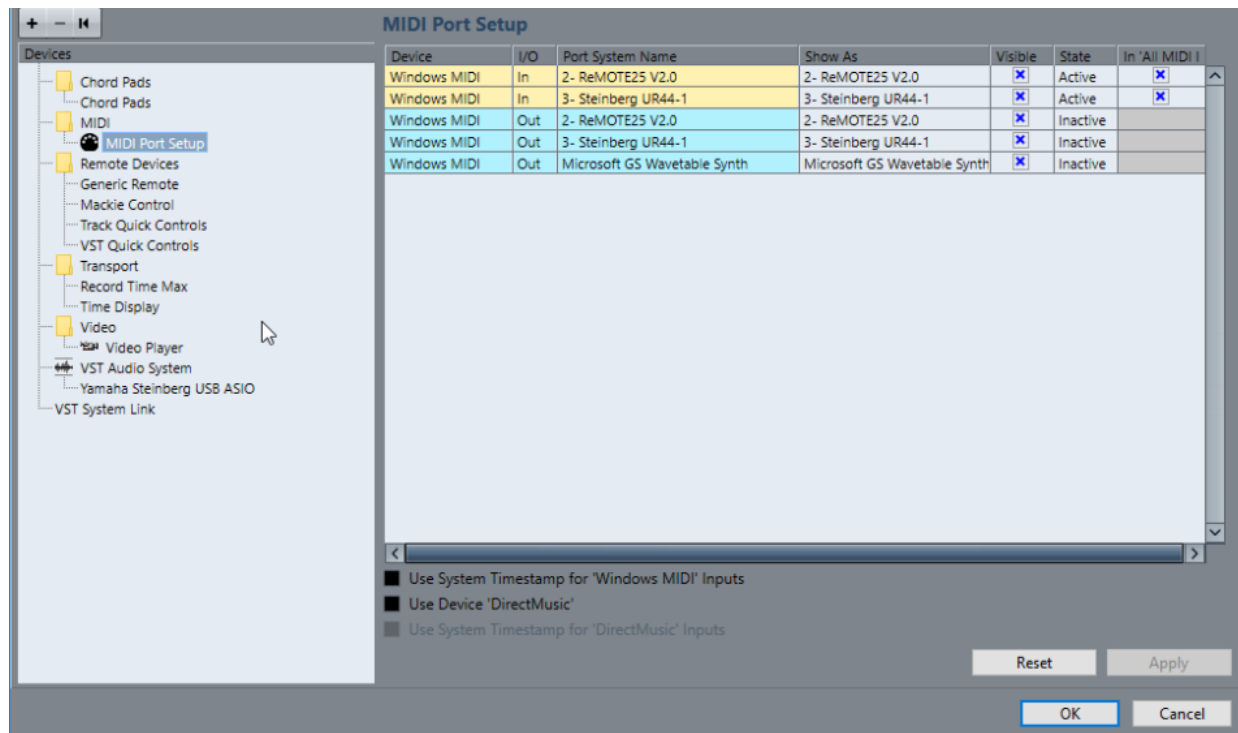 + − 
MIDI Port Setup
Devices
Chord Pads
Chord Pads
MIDI
MIDI Port Setup
Remote Devices
Generic Remote
Mackie Control
Track Quick Controls
VST Quick Controls
Transport
Record Time Max
Time Display
Video
Video Player
VST Audio System
Yamaha Steinberg USB ASIO
VST System Link
Device I/O Port System Name Show As Visible State In 'All MIDI I
Windows MIDI In 2- ReMOTE25 V2.0 2- ReMOTE25 V2.0 Active
Windows MIDI In 3- Steinberg UR44-1 3- Steinberg UR44-1 Active
Windows MIDI Out 2- ReMOTE25 V2.0 2- ReMOTE25 V2.0 Inactive
Windows MIDI Out 3- Steinberg UR44-1 3- Steinberg UR44-1 Inactive
Windows MIDI Out Microsoft GS Wavetable Synth Microsoft GS Wavetable Synth Inactive
Use System Timestamp for 'Windows MIDI' Inputs
Use Device 'DirectMusic'
Use System Timestamp for 'DirectMusic' Inputs
Reset Apply
OK Cancel